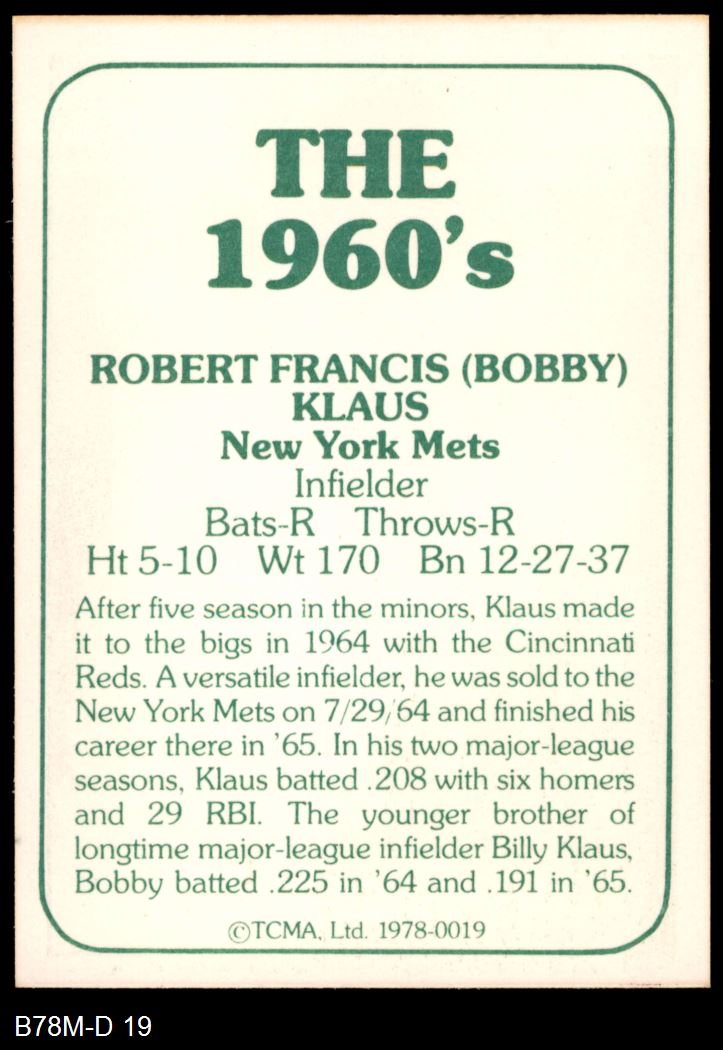 THE
1960's
ROBERT FRANCIS (BOBBY)
KLAUS
New York Mets
Infielder
Bats-R Throws-R
Ht 5-10 Wt 170 Bn 12-27-37
After five season in the minors, Klaus made
it to the bigs in 1964 with the Cincinnati
Reds. A versatile infielder, he was sold to the
New York Mets on 7/29/64 and finished his
career there in '65. In his two major-league
seasons, Klaus batted .208 with six homers
and 29 RBI. The younger brother of
longtime major-league infielder Billy Klaus,
Bobby batted .225 in '64 and .191 in '65.
©TCMA, Ltd. 1978-0019
B78M-D 19